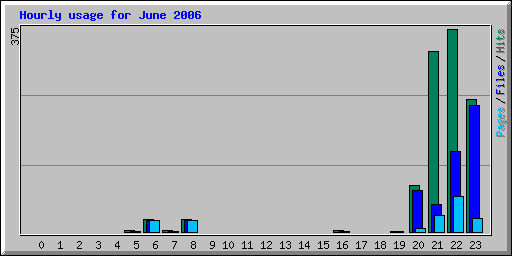 Hourly usage for June 2006
375
Pages/Files/Hits
0 1 2 3 4 5 6 7 8 9 10 11 12 13 14 15 16 17 18 19 20 21 22 23